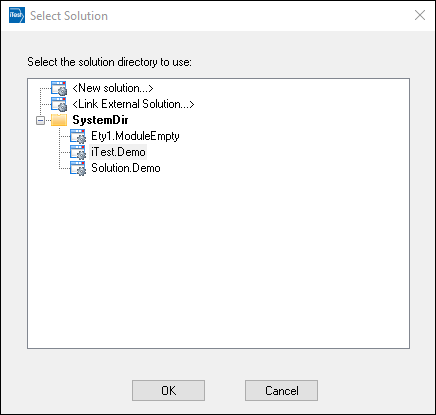 iTest Select Solution
Select the solution directory to use:
<New solution...>
<Link External Solution...>
SystemDir
Ety1.ModuleEmpty
iTest.Demo
Solution.Demo
OK Cancel